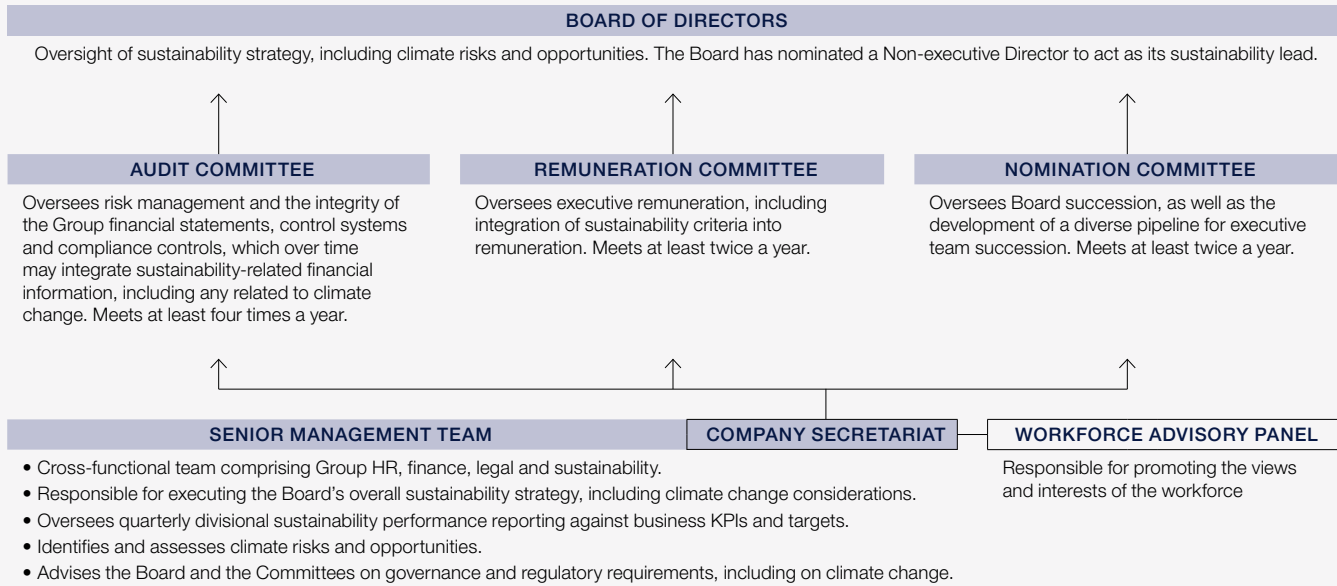 BOARD OF DIRECTORS
Oversight of sustainability strategy, including climate risks and opportunities. The Board has nominated a Non-executive Director to act as its sustainability lead.
AUDIT COMMITTEE
Oversees risk management and the integrity of
the Group financial statements, control systems
and compliance controls, which over time
may integrate sustainability-related financial
information, including any related to climate
change. Meets at least four times a year.
REMUNERATION COMMITTEE
Oversees executive remuneration, including
integration of sustainability criteria into
remuneration. Meets at least twice a year.
NOMINATION COMMITTEE
Oversees Board succession, as well as the
development of a diverse pipeline for executive
team succession. Meets at least twice a year.
SENIOR MANAGEMENT TEAM
COMPANY SECRETARIAT
• Cross-functional team comprising Group HR, finance, legal and sustainability.
• Responsible for executing the Board's overall sustainability strategy, including climate change considerations.
• Oversees quarterly divisional sustainability performance reporting against business KPIs and targets.
• Identifies and assesses climate risks and opportunities.
• Advises the Board and the Committees on governance and regulatory requirements, including on climate change.
WORKFORCE ADVISORY PANEL
Responsible for promoting the views
and interests of the workforce